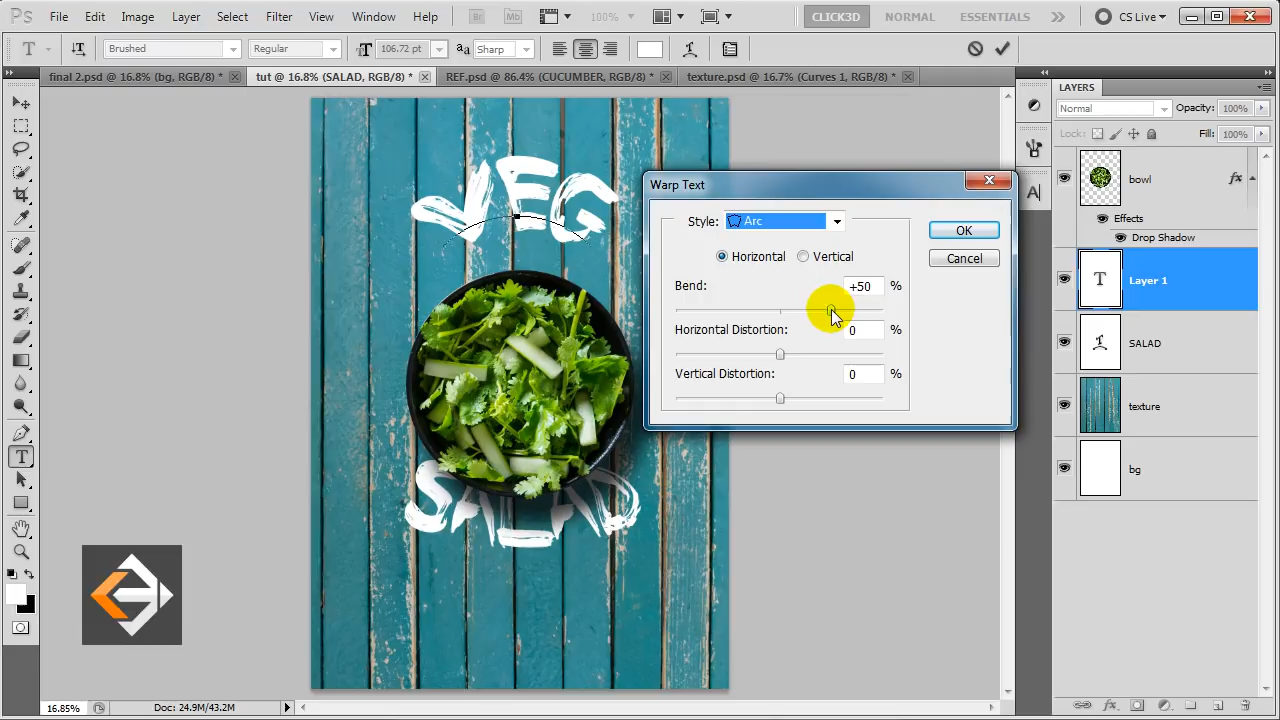 Ps File Edit Image Layer Select Filter View Window Help Br Mb 100% CLICK3D NORMAL ESSENTIALS CS Live
T Brushed Regular 106.72 pt aa Sharp
final 2.psd @ 16.8% (bg, RGB/8) * tut @ 16.8% (SALAD, RGB/8) * REF.psd @ 86.4% (CUCUMBER, RGB/8) * texture.psd @ 16.7% (Curves 1, RGB/8) *
LAYERS
Normal Opacity: 100%
Lock: Fill: 100%
VEG
SALAD
Warp Text
Style: Arc
OK
Horizontal Vertical
Cancel
Bend: +50 %
Horizontal Distortion: 0 %
Vertical Distortion: 0 %
bowl fx
Effects
Drop Shadow
T Layer 1
SALAD
texture
bg
16.85% Doc: 24.9M/43.2M